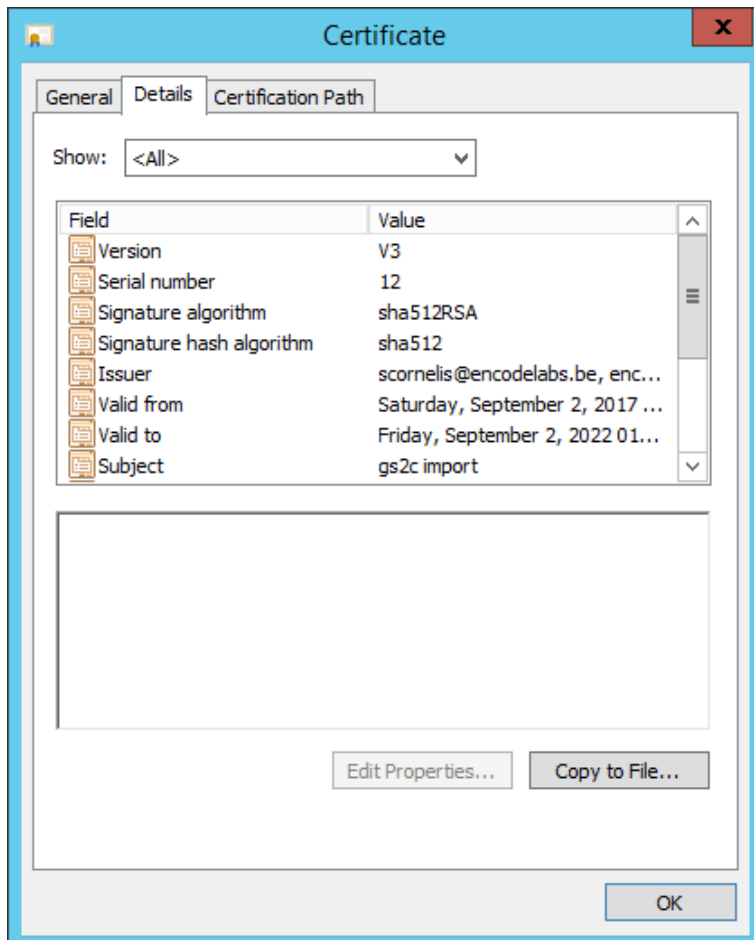 Certificate
x
General Details Certification Path
Show: <All>
Field Value
Version V3
Serial number 12
Signature algorithm sha512RSA
Signature hash algorithm sha512
Issuer scornelis@encodelabs.be, enc...
Valid from Saturday, September 2, 2017 ...
Valid to Friday, September 2, 2022 01...
Subject gs2c import
Edit Properties... Copy to File...
OK